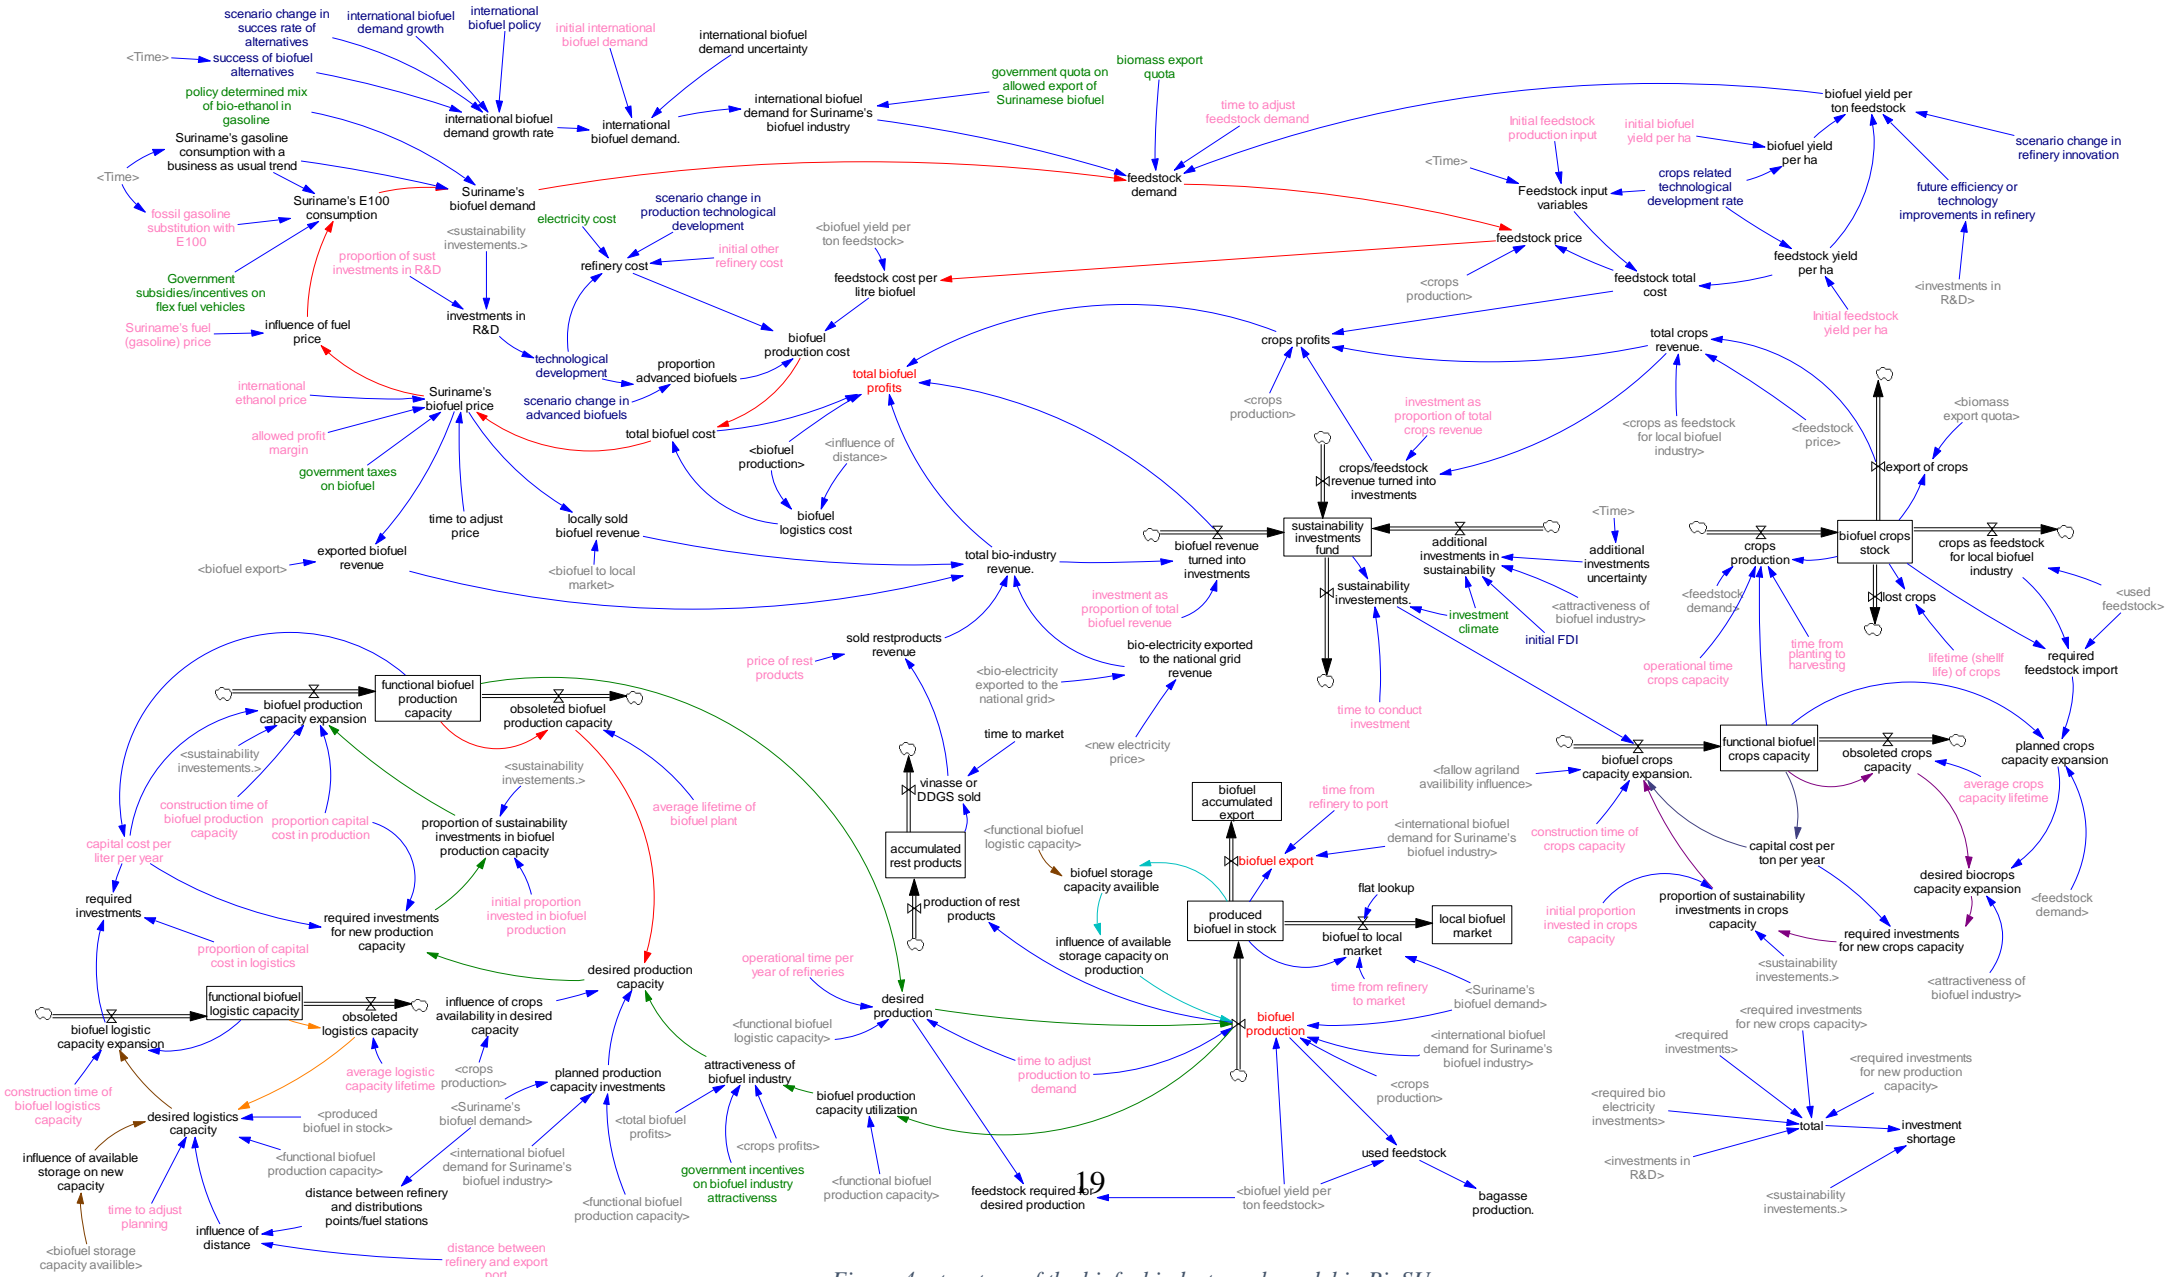 scenario change in
succes rate of
alternatives
international biofuel
demand growth
international
biofuel policy
initial international
biofuel demand
international biofuel
demand uncertainty
<Time>
success of biofuel
alternatives
policy determined mix
of bio-ethanol in
gasoline
international biofuel
demand growth rate
international
biofuel demand.
international biofuel
demand for Suriname's
biofuel industry
government quota on
allowed export of
Surinamese biofuel
biomass export
quota
time to adjust
feedstock demand
feedstock
demand
biofuel yield per
ton feedstock
Initial feedstock
production input
initial biofuel
yield per ha
biofuel yield
per ha
scenario change in
refinery innovation
<Time>
Feedstock input
variables
crops related
technological
development rate
future efficiency or
technology
improvements in refinery
<investments in
R&D>
feedstock price
<crops
production>
feedstock total
cost
feedstock yield
per ha
Initial feedstock
yield per ha
Suriname's gasoline
consumption with a
business as usual trend
<Time>
Suriname's E100
consumption
Suriname's
biofuel demand
fossil gasoline
substitution with
E100
Government
subsidies/incentives on
flex fuel vehicles
Suriname's fuel
(gasoline) price
influence of fuel
price
<sustainability
investements.>
proportion of sust
investments in R&D
investments in
R&D
electricity cost
scenario change in
production technological
development
refinery cost
initial other
refinery cost
<biofuel yield per
ton feedstock>
feedstock cost per
litre biofuel
biofuel
production cost
technological
development
proportion
advanced biofuels
scenario change in
advanced biofuels
total biofuel
profits
international
ethanol price
Suriname's
biofuel price
allowed profit
margin
government taxes
on biofuel
total biofuel cost
<biofuel
production>
<influence of
distance>
biofuel
logistics cost
time to adjust
price
locally sold
biofuel revenue
exported biofuel
revenue
<biofuel export>
<biofuel to local
market>
total bio-industry
revenue.
crops profits
<crops
production>
investment as
proportion of total
crops revenue
total crops
revenue.
<crops as feedstock
for local biofuel
industry>
<feedstock
price>
<biomass
export quota>
export of crops
crops/feedstock
revenue turned into
investments
sustainability
investments
fund
biofuel revenue
turned into
investments
investment as
proportion of total
biofuel revenue
additional
investments in
sustainability
<Time>
additional
investments
uncertainty
<attractiveness of
biofuel industry>
investment
climate
initial FDI
sustainability
investements.
time to conduct
investment
crops
production
biofuel crops
stock
crops as feedstock
for local biofuel
industry
<feedstock
demand>
lost crops
<used
feedstock>
operational time
crops capacity
time from
planting to
harvesting
lifetime (shellf
life) of crops
required
feedstock import
sold restproducts
revenue
price of rest
products
bio-electricity exported
to the national grid
revenue
<bio-electricity
exported to the
national grid>
<new electricity
price>
time to market
vinasse or
DDGS sold
accumulated
rest products
production of rest
products
functional biofuel
production
capacity
biofuel production
capacity expansion
obsoleted biofuel
production capacity
<sustainability
investements.>
<sustainability
investements.>
construction time of
biofuel production
capacity
proportion capital
cost in production
proportion of sustainability
investments in biofuel
production capacity
average lifetime of
biofuel plant
capital cost per
liter per year
required
investments
required investments
for new production
capacity
initial proportion
invested in biofuel
production
proportion of capital
cost in logistics
desired production
capacity
functional biofuel
logistic capacity
biofuel logistic
capacity expansion
obsoleted
logistics capacity
influence of crops
availability in desired
capacity
<crops
production>
average logistic
capacity lifetime
construction time of
biofuel logistics
capacity
desired logistics
capacity
<produced
biofuel in stock>
<functional biofuel
production capacity>
influence of available
storage on new
capacity
time to adjust
planning
influence of
distance
distance between refinery
and distributions
points/fuel stations
distance between
refinery and export
port
<biofuel storage
capacity availible>
planned production
capacity investments
<Suriname's
biofuel demand>
<international biofuel
demand for Suriname's
biofuel industry>
<functional biofuel
production capacity>
attractiveness of
biofuel industry
<total biofuel
profits>
<crops profits>
government incentives
on biofuel industry
attractivenss
biofuel production
capacity utilization
<functional biofuel
production capacity>
operational time per
year of refineries
<functional biofuel
logistic capacity>
desired
production
time to adjust
production to
demand
feedstock required for
desired production
19
<biofuel yield per
ton feedstock>
used feedstock
bagasse
production.
<functional biofuel
logistic capacity>
biofuel storage
capacity availible
influence of available
storage capacity on
production
biofuel
accumulated
export
time from
refinery to port
biofuel export
<international biofuel
demand for Suriname's
biofuel industry>
flat lookup
produced
biofuel in stock
local biofuel
market
biofuel to local
market
time from refinery
to market
<Suriname's
biofuel demand>
biofuel
production
<international biofuel
demand for Suriname's
biofuel industry>
<crops
production>
<fallow agriland
availibility influence>
biofuel crops
capacity expansion.
functional biofuel
crops capacity
obsoleted crops
capacity
planned crops
capacity expansion
average crops
capacity lifetime
construction time of
crops capacity
capital cost per
ton per year
desired biocrops
capacity expansion
<feedstock
demand>
initial proportion
invested in crops
capacity
proportion of sustainability
investments in crops
capacity
required investments
for new crops capacity
<sustainability
investements.>
<attractiveness of
biofuel industry>
<required
investments>
<required investments
for new crops capacity>
<required investments
for new production
capacity>
<required bio
electricity
investments>
total
investment
shortage
<investments in
R&D>
<sustainability
investements.>